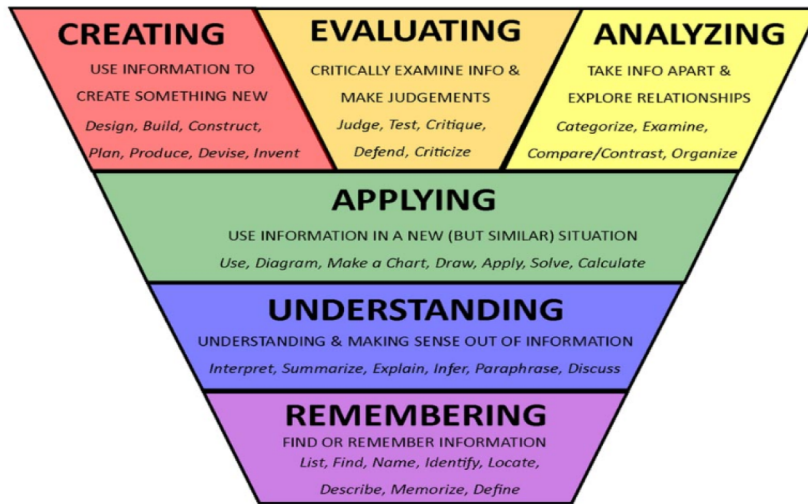 CREATING
USE INFORMATION TO
CREATE SOMETHING NEW
Design, Build, Construct,
Plan, Produce, Devise, Invent
EVALUATING
CRITICALLY EXAMINE INFO &
MAKE JUDGEMENTS
Judge, Test, Critique,
Defend, Criticize
ANALYZING
TAKE INFO APART &
EXPLORE RELATIONSHIPS
Categorize, Examine,
Compare/Contrast, Organize
APPLYING
USE INFORMATION IN A NEW (BUT SIMILAR) SITUATION
Use, Diagram, Make a Chart, Draw, Apply, Solve, Calculate
UNDERSTANDING
UNDERSTANDING & MAKING SENSE OUT OF INFORMATION
Interpret, Summarize, Explain, Infer, Paraphrase, Discuss
REMEMBERING
FIND OR REMEMBER INFORMATION
List, Find, Name, Identify, Locate,
Describe, Memorize, Define